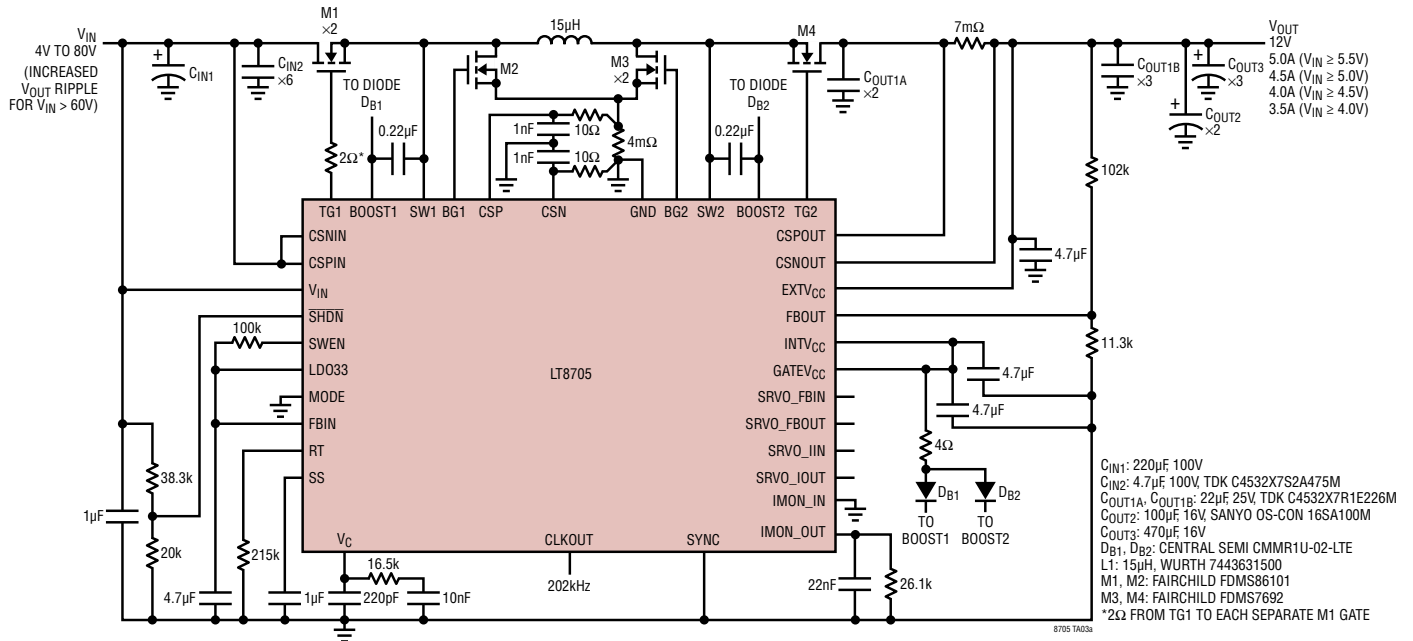 V_IN
4V TO 80V
(INCREASED
V_OUT RIPPLE
FOR V_IN > 60V)
+
C_IN1
C_IN2
×6
M1
×2
2Ω*
TO DIODE
D_B1
0.22µF
M2
15µH
M3
×2
1nF
10Ω
1nF
10Ω
4mΩ
TO DIODE
D_B2
0.22µF
M4
C_OUT1A
×2
7mΩ
C_OUT1B
×3
+
C_OUT3
×3
+
C_OUT2
×2
V_OUT
12V
5.0A (V_IN ≥ 5.5V)
4.5A (V_IN ≥ 5.0V)
4.0A (V_IN ≥ 4.5V)
3.5A (V_IN ≥ 4.0V)
TG1 BOOST1 SW1 BG1 CSP CSN GND BG2 SW2 BOOST2 TG2
CSNIN
CSPIN
V_IN
SHDN
SWEN
LDO33
MODE
FBIN
RT
SS
LT8705
CSPOUT
CSNOUT
EXTV_CC
FBOUT
INTV_CC
GATEV_CC
SRVO_FBIN
SRVO_FBOUT
SRVO_IIN
SRVO_IOUT
IMON_IN
IMON_OUT
V_C CLKOUT SYNC
100k
38.3k
1µF
20k
215k
4.7µF
1µF
220pF
16.5k
10nF
202kHz
22nF
26.1k
102k
4.7µF
11.3k
4.7µF
4.7µF
4Ω
D_B1
D_B2
TO
BOOST1
TO
BOOST2
C_IN1: 220µF, 100V
C_IN2: 4.7µF, 100V, TDK C4532X7S2A475M
C_OUT1A, C_OUT1B: 22µF, 25V, TDK C4532X7R1E226M
C_OUT2: 100µF, 16V, SANYO OS-CON 16SA100M
C_OUT3: 470µF, 16V
D_B1, D_B2: CENTRAL SEMI CMMR1U-02-LTE
L1: 15µH, WURTH 7443631500
M1, M2: FAIRCHILD FDMS86101
M3, M4: FAIRCHILD FDMS7692
*2Ω FROM TG1 TO EACH SEPARATE M1 GATE
8705 TA03a